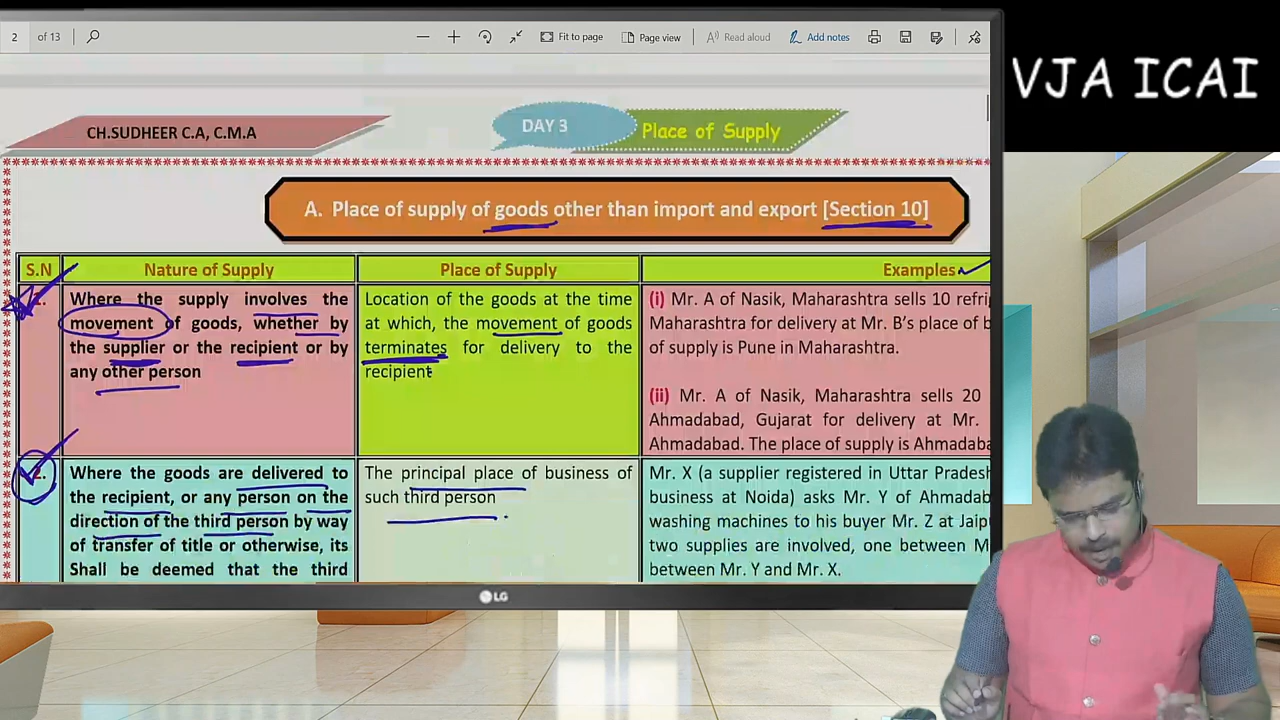 2 of 13 Fit to page Page view Read aloud Add notes
VJA ICAI
CH.SUDHEER C.A, C.M.A
DAY 3
Place of Supply
A. Place of supply of goods other than import and export [Section 10]
S.N Nature of Supply Place of Supply Examples
Where the supply involves the
movement of goods, whether by
the supplier or the recipient or by
any other person
Location of the goods at the time
at which, the movement of goods
terminates for delivery to the
recipient
(i) Mr. A of Nasik, Maharashtra sells 10
Maharashtra for delivery at Mr. B's place of
of supply is Pune in Maharashtra.
(ii) Mr. A of Nasik, Maharashtra sells 20
Ahmadabad, Gujarat for delivery at Mr.
Ahmadabad. The place of supply is
2.
Where the goods are delivered to
the recipient, or any person on the
direction of the third person by way
of transfer of title or otherwise, its
Shall be deemed that the third
The principal place of business of
such third person
Mr. X (a supplier registered in Uttar Pradesh
business at Noida) asks Mr. Y of
washing machines to his buyer Mr. Z at
two supplies are involved, one between
between Mr. Y and Mr. X.
LG